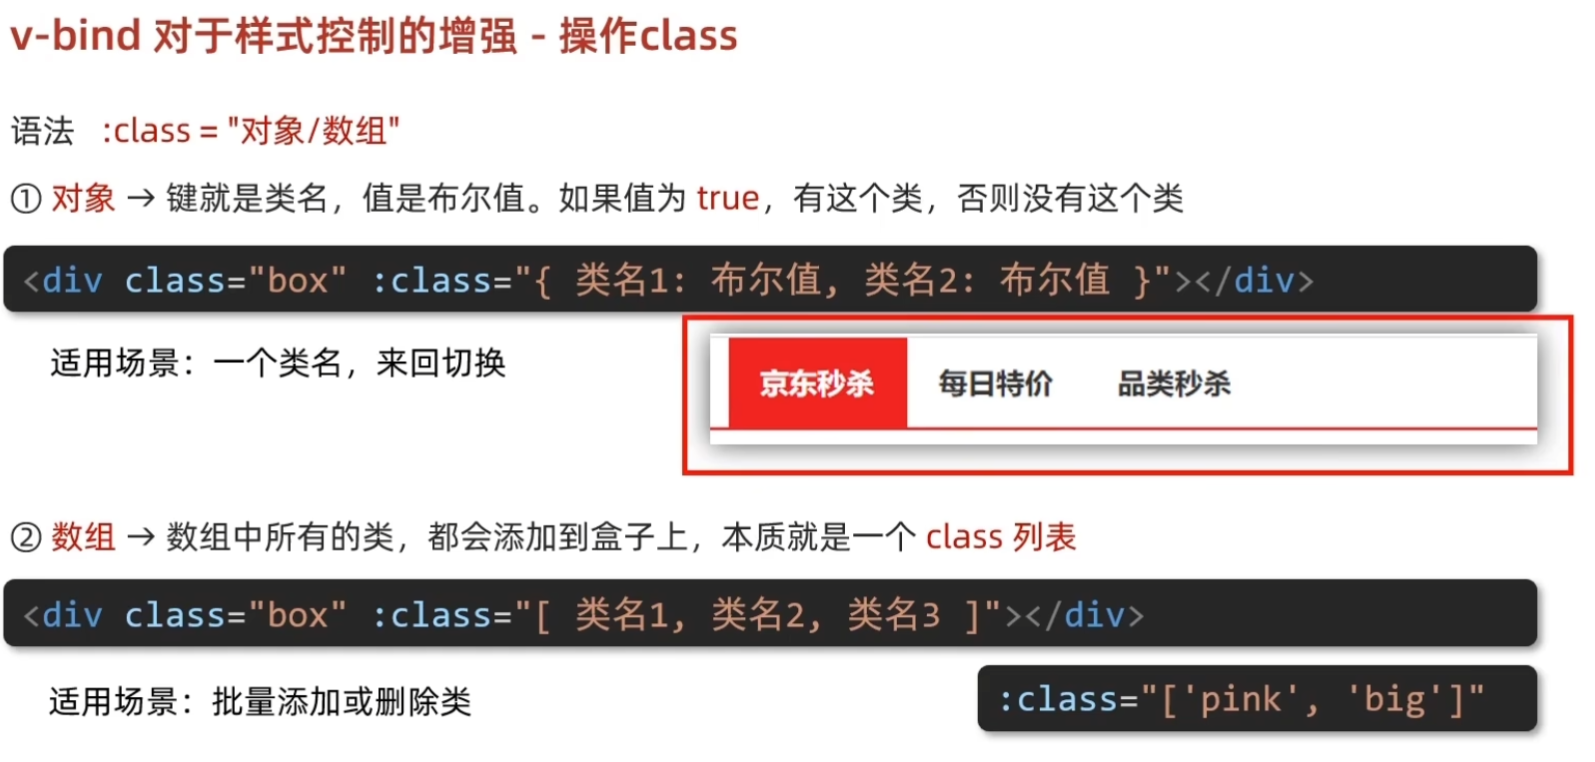 v-bind 对于样式控制的增强 - 操作class
语法 :class = "对象/数组"
① 对象 → 键就是类名，值是布尔值。如果值为 true，有这个类，否则没有这个类
<div class="box" :class="{ 类名1: 布尔值, 类名2: 布尔值 }"></div>
适用场景：一个类名，来回切换
京东秒杀 每日特价 品类秒杀
② 数组 → 数组中所有的类，都会添加到盒子上，本质就是一个 class 列表
<div class="box" :class="[ 类名1, 类名2, 类名3 ]"></div>
适用场景：批量添加或删除类
:class="['pink', 'big']"